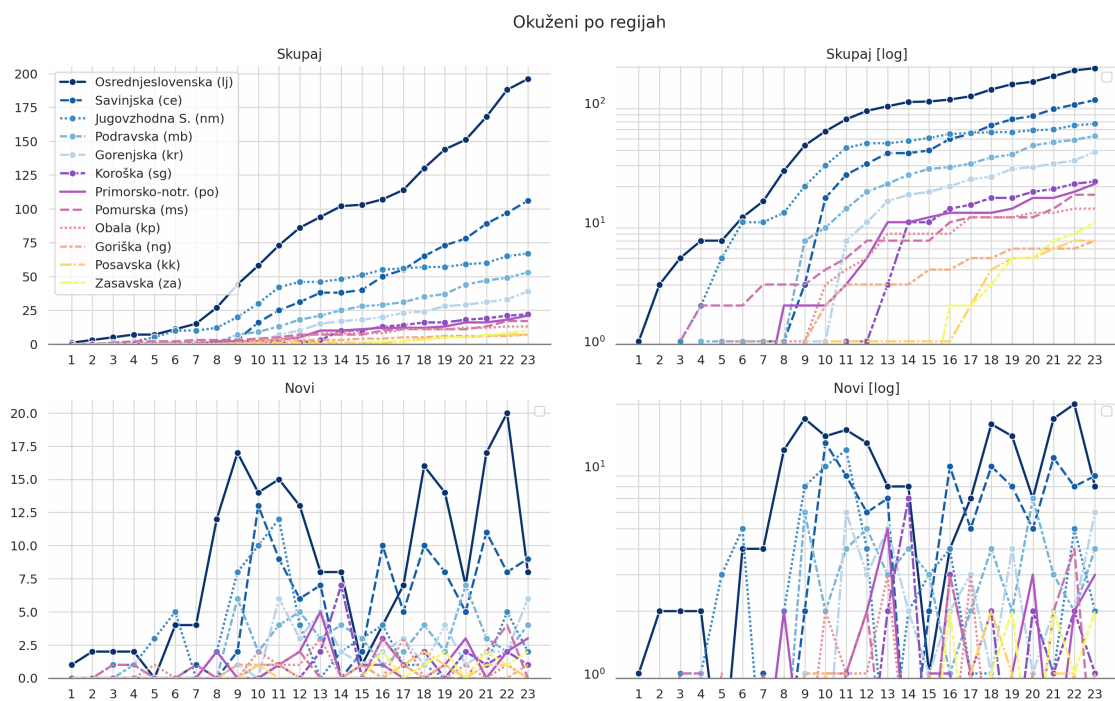 Okuženi po regijah
Skupaj
200
175
150
125
100
75
50
25
0
Osrednjeslovenska (lj)
Savinjska (ce)
Jugovzhodna S. (nm)
Podravska (mb)
Gorenjska (kr)
Koroška (sg)
Primorsko-notr. (po)
Pomurska (ms)
Obala (kp)
Goriška (ng)
Posavska (kk)
Zasavska (za)
1 2 3 4 5 6 7 8 9 10 11 12 13 14 15 16 17 18 19 20 21 22 23
Skupaj [log]
10²
10¹
10⁰
1 2 3 4 5 6 7 8 9 10 11 12 13 14 15 16 17 18 19 20 21 22 23
Novi
20.0
17.5
15.0
12.5
10.0
7.5
5.0
2.5
0.0
1 2 3 4 5 6 7 8 9 10 11 12 13 14 15 16 17 18 19 20 21 22 23
Novi [log]
10¹
10⁰
1 2 3 4 5 6 7 8 9 10 11 12 13 14 15 16 17 18 19 20 21 22 23